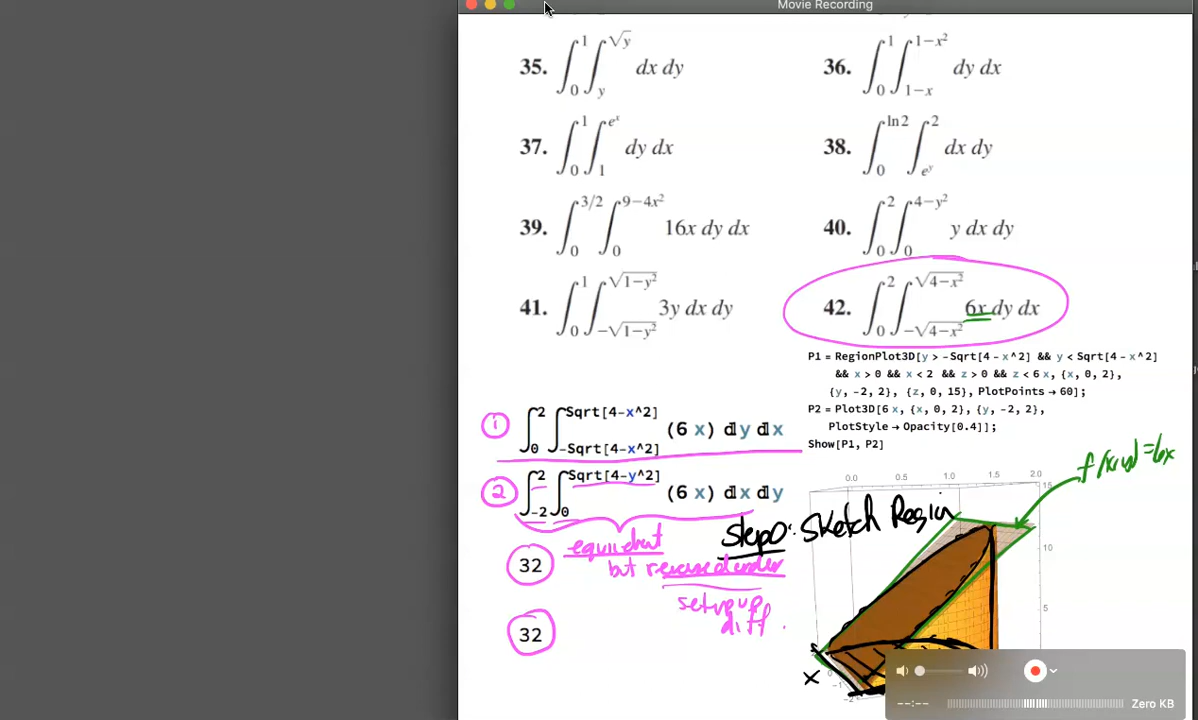 Movie Recording
35. ∫₀¹ ∫_y^√y dx dy
36. ∫₀¹ ∫_{1−x}^{1−x²} dy dx
37. ∫₀¹ ∫₁^{eˣ} dy dx
38. ∫₀^{ln 2} ∫_{e^y}^2 dx dy
39. ∫₀^{3/2} ∫₀^{9−4x²} 16x dy dx
40. ∫₀² ∫₀^{4−y²} y dx dy
41. ∫₀¹ ∫_{−√(1−y²)}^{√(1−y²)} 3y dx dy
42. ∫₀² ∫_{−√(4−x²)}^{√(4−x²)} 6x dy dx
P1 = RegionPlot3D[y > -Sqrt[4 - x^2] && y < Sqrt[4 - x^2]
&& x > 0 && x < 2 && z > 0 && z < 6 x, {x, 0, 2},
{y, -2, 2}, {z, 0, 15}, PlotPoints → 60];
P2 = Plot3D[6 x, {x, 0, 2}, {y, -2, 2},
PlotStyle → Opacity[0.4]];
Show[P1, P2]
① ∫₀² ∫_{-Sqrt[4-x^2]}^{Sqrt[4-x^2]} (6 x) ⅆy ⅆx
② ∫_{-2}^2 ∫₀^{Sqrt[4-y^2]} (6 x) ⅆx ⅆy
equivalent
but reversed order
setup up
diff
32
32
Step 0: Sketch Region
f(x,y)=6x
0.0 0.5 1.0 1.5 2.0
15
10
5
0
-1
-2
x
--:--
Zero KB